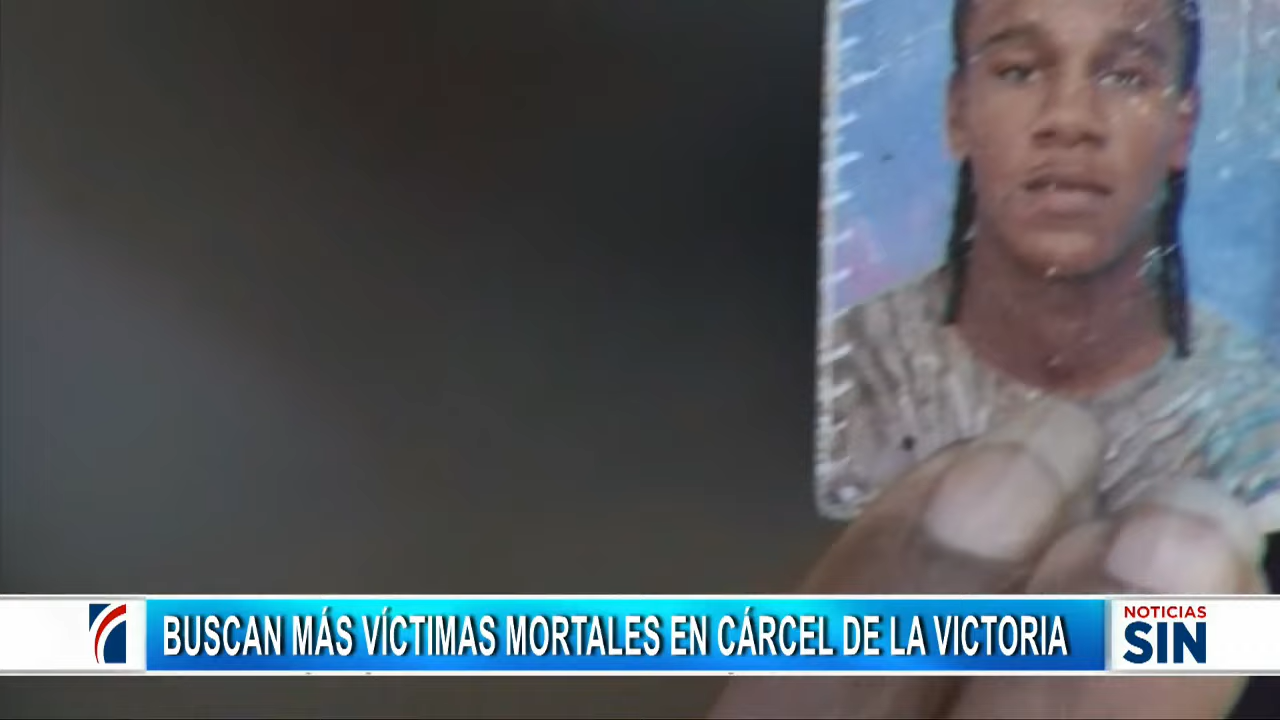 BUSCAN MÁS VÍCTIMAS MORTALES EN CÁRCEL DE LA VICTORIA
NOTICIAS
SIN